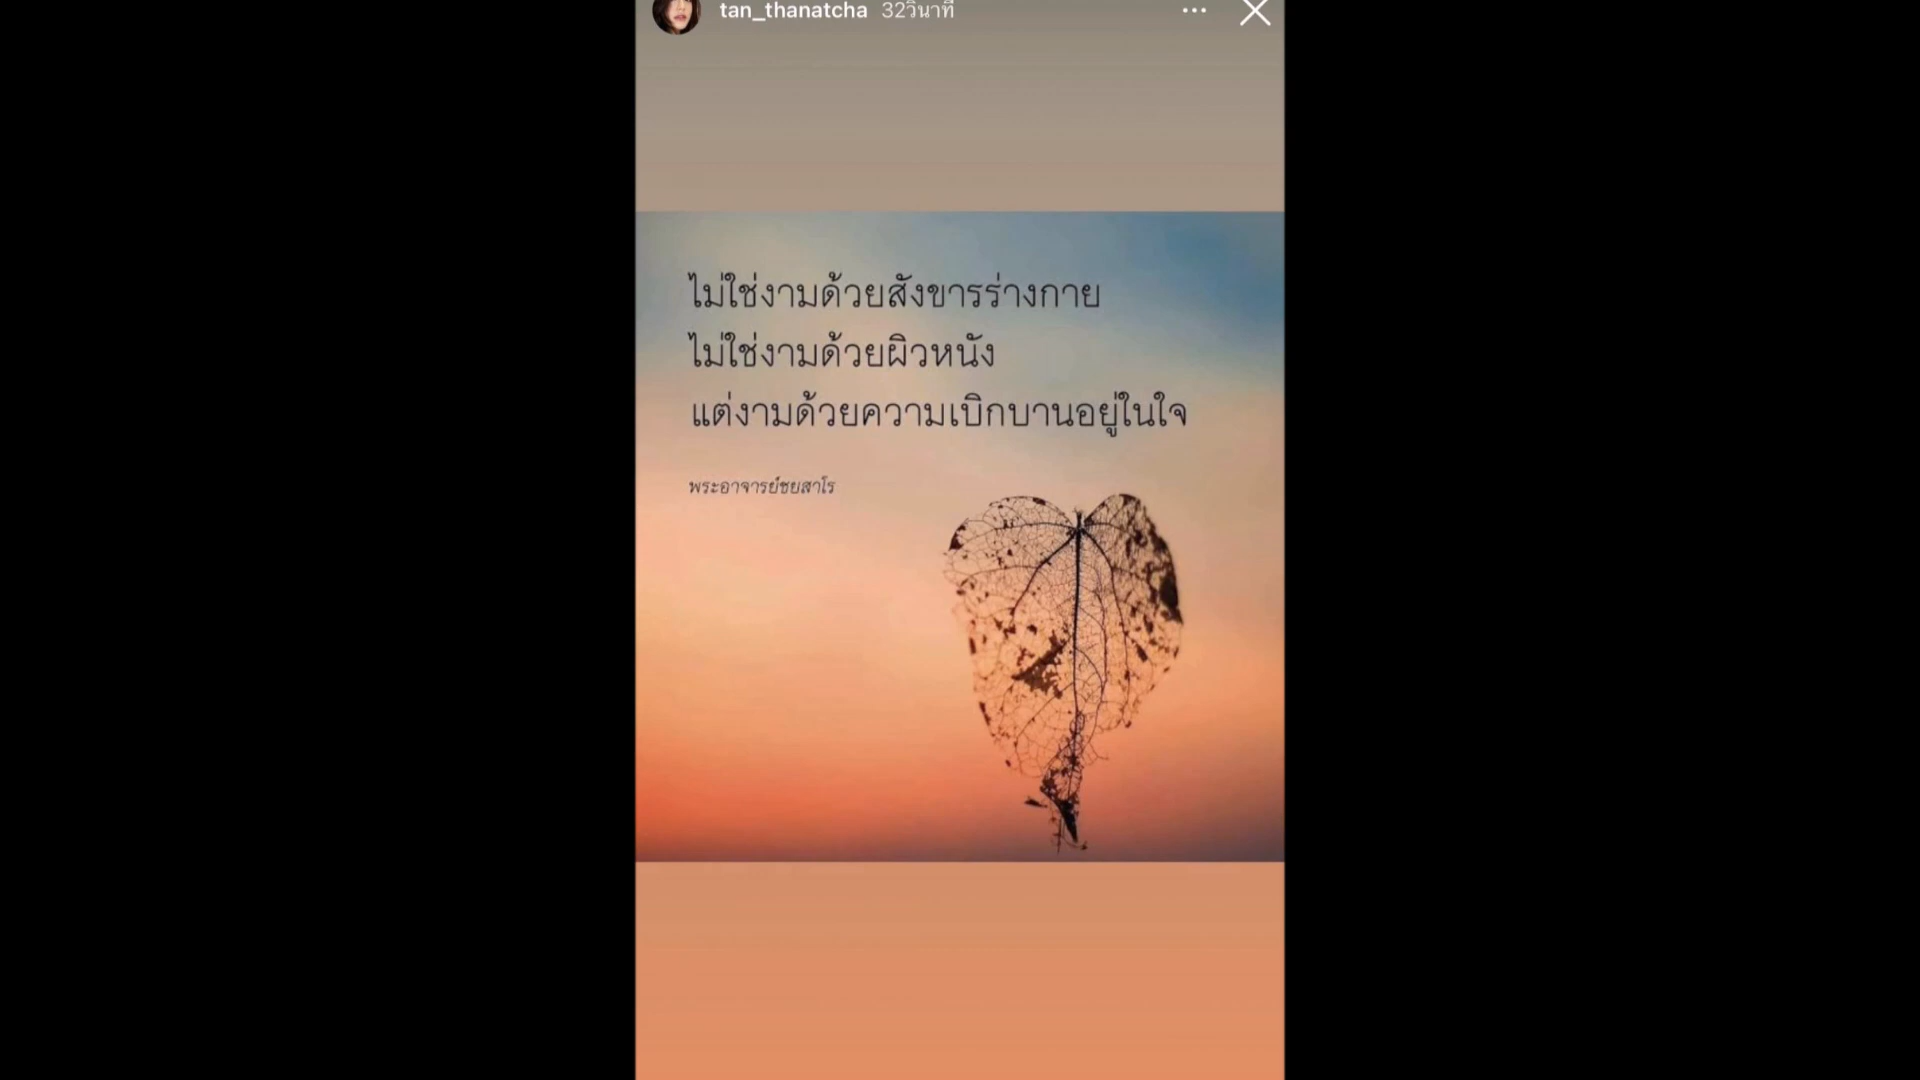 tan_thanatcha 32วินาที
ไม่ใช่งามด้วยสังขารร่างกาย
ไม่ใช่งามด้วยผิวหนัง
แต่งามด้วยความเบิกบานอยู่ในใจ
พระอาจารย์ชยสาโร